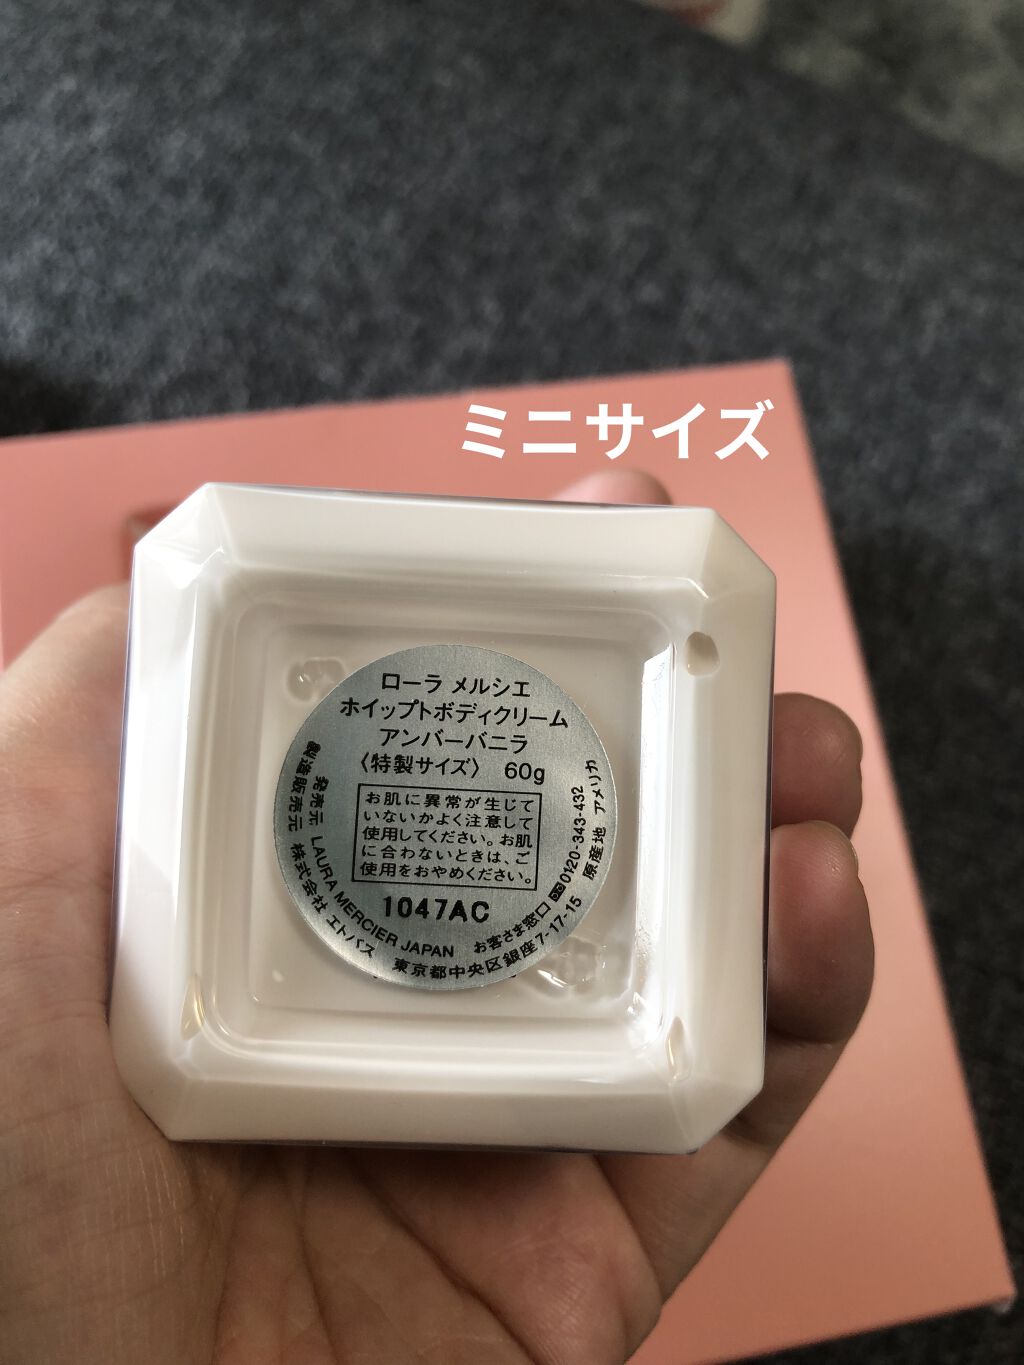 ミニサイズ
ローラ メルシエ
ホイップトボディクリーム
アンバーバニラ
〈特製サイズ〉 60g
お肌に異常が生じて
いないかよく注意して
使用してください。お肌
に合わないときは、ご
使用をおやめください。
1047AC
発売元 LAURA MERCIER JAPAN お客さま窓口 0120-343-432
製造販売元 株式会社 エトバス 東京都中央区銀座7-17-15 原産地 アメリカ